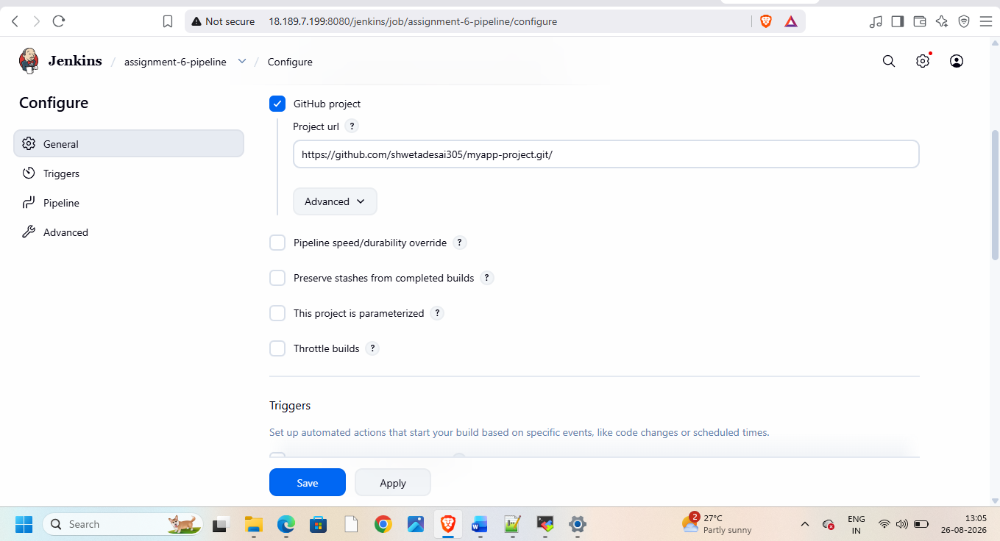 Not secure 18.189.7.199:8080/jenkins/job/assignment-6-pipeline/configure
Jenkins / assignment-6-pipeline / Configure
Configure
General
Triggers
Pipeline
Advanced
GitHub project
Project url ?
https://github.com/shwetadesai305/myapp-project.git/
Advanced
Pipeline speed/durability override ?
Preserve stashes from completed builds ?
This project is parameterized ?
Throttle builds ?
Triggers
Set up automated actions that start your build based on specific events, like code changes or scheduled times.
Save Apply
Search
2
27°C
Partly sunny
ENG
IN
13:05
26-08-2026